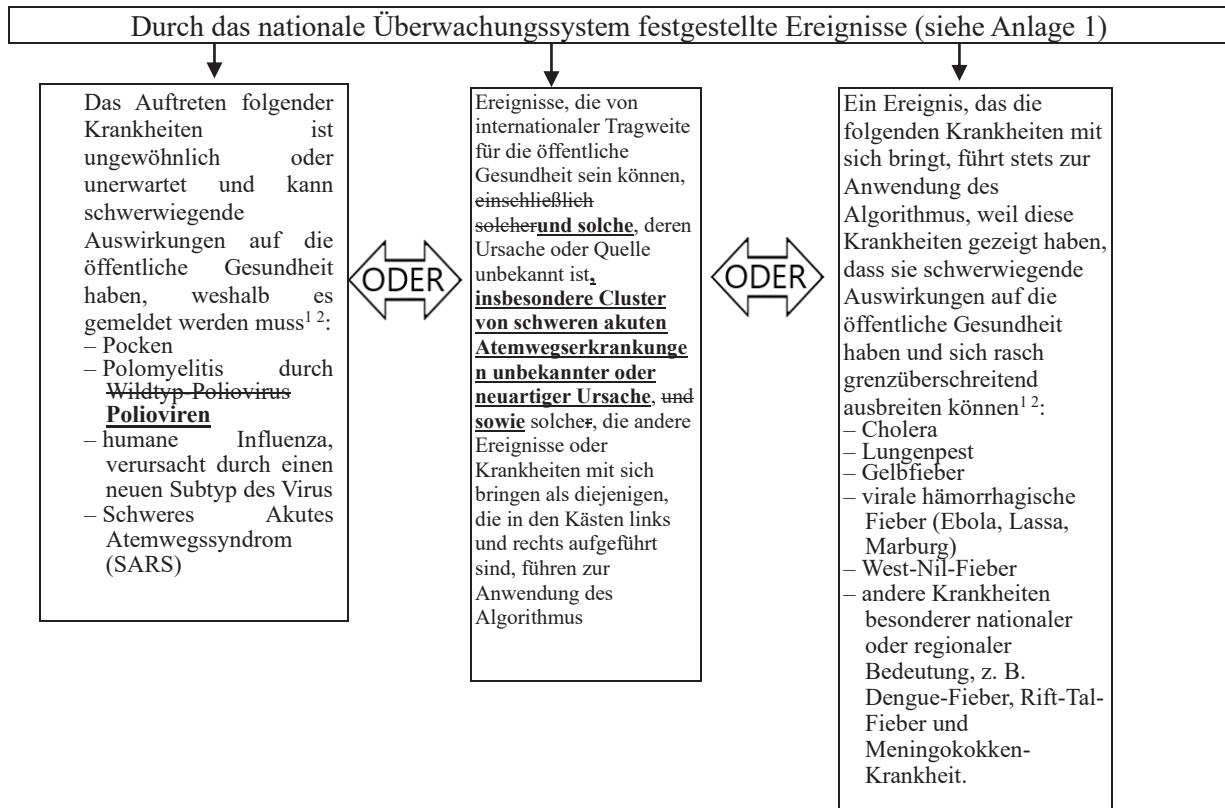 Durch das nationale Überwachungssystem festgestellte Ereignisse (siehe Anlage 1)
Das Auftreten folgender
Krankheiten ist
ungewöhnlich oder
unerwartet und kann
schwerwiegende
Auswirkungen auf die
öffentliche Gesundheit
haben, weshalb es
gemeldet werden muss1 2:
– Pocken
– Polomyelitis durch
Wildtyp-Poliovirus
Polioviren
– humane Influenza,
verursacht durch einen
neuen Subtyp des Virus
– Schweres Akutes
Atemwegssyndrom
(SARS)
ODER
Ereignisse, die von
internationaler Tragweite
für die öffentliche
Gesundheit sein können,
einschließlich
solcherund solche, deren
Ursache oder Quelle
unbekannt ist,
insbesondere Cluster
von schweren akuten
Atemwegserkrankunge
n unbekannter oder
neuartiger Ursache, und
sowie solcher, die andere
Ereignisse oder
Krankheiten mit sich
bringen als diejenigen,
die in den Kästen links
und rechts aufgeführt
sind, führen zur
Anwendung des
Algorithmus
ODER
Ein Ereignis, das die
folgenden Krankheiten mit
sich bringt, führt stets zur
Anwendung des
Algorithmus, weil diese
Krankheiten gezeigt haben,
dass sie schwerwiegende
Auswirkungen auf die
öffentliche Gesundheit
haben und sich rasch
grenzüberschreitend
ausbreiten können1 2:
– Cholera
– Lungenpest
– Gelbfieber
– virale hämorrhagische
Fieber (Ebola, Lassa,
Marburg)
– West-Nil-Fieber
– andere Krankheiten
besonderer nationaler
oder regionaler
Bedeutung, z. B.
Dengue-Fieber, Rift-Tal-
Fieber und
Meningokokken-
Krankheit.